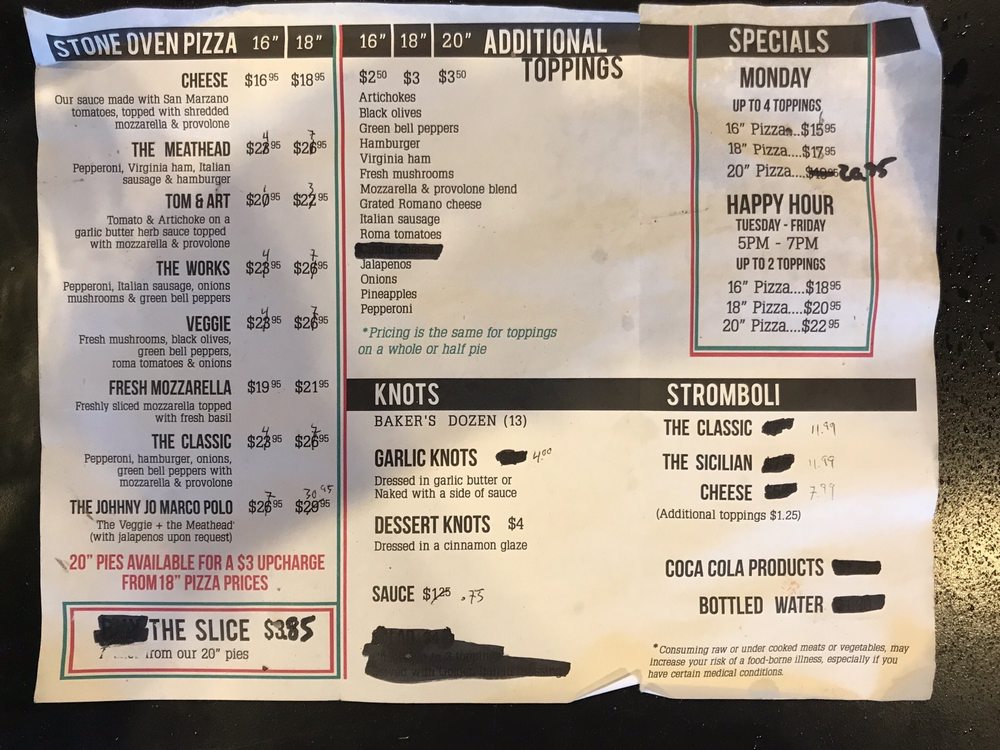 STONE OVEN PIZZA 16" 18"
CHEESE $16.95 $18.95
Our sauce made with San Marzano
tomatoes, topped with shredded
mozzarella & provolone
THE MEATHEAD $24.95 $27.95
Pepperoni, Virginia ham, Italian
sausage & hamburger
TOM & ART $21.95 $23.95
Tomato & Artichoke on a
garlic butter herb sauce topped
with mozzarella & provolone
THE WORKS $24.95 $27.95
Pepperoni, Italian sausage, onions
mushrooms & green bell peppers
VEGGIE $24.95 $27.95
Fresh mushrooms, black olives,
green bell peppers,
roma tomatoes & onions
FRESH MOZZARELLA $19.95 $21.95
Freshly sliced mozzarella topped
with fresh basil
THE CLASSIC $24.95 $26.95
Pepperoni, hamburger, onions,
green bell peppers with
mozzarella & provolone
THE JOHHNY JO MARCO POLO $27.95 $30.95
The Veggie + the Meathead
(with jalapenos upon request)
20" PIES AVAILABLE FOR A $3 UPCHARGE
FROM 18" PIZZA PRICES
THE SLICE $3.85
from our 20" pies
16" 18" 20" ADDITIONAL
TOPPINGS
$2.50 $3 $3.50
Artichokes
Black olives
Green bell peppers
Hamburger
Virginia ham
Fresh mushrooms
Mozzarella & provolone blend
Grated Romano cheese
Italian sausage
Roma tomatoes
Jalapenos
Onions
Pineapples
Pepperoni
*Pricing is the same for toppings
on a whole or half pie
KNOTS
BAKER'S DOZEN (13)
GARLIC KNOTS 4.00
Dressed in garlic butter or
Naked with a side of sauce
DESSERT KNOTS $4
Dressed in a cinnamon glaze
SAUCE $1.25 .75
SPECIALS
MONDAY
UP TO 4 TOPPINGS
16" Pizza...$16.95
18" Pizza....$17.95
20" Pizza....$19.95 20.95
HAPPY HOUR
TUESDAY - FRIDAY
5PM - 7PM
UP TO 2 TOPPINGS
16" Pizza....$18.95
18" Pizza....$20.95
20" Pizza....$22.95
STROMBOLI
THE CLASSIC 11.99
THE SICILIAN 11.99
CHEESE 7.99
(Additional toppings $1.25)
COCA COLA PRODUCTS
BOTTLED WATER
*Consuming raw or under cooked meats or vegetables, may
increase your risk of a food-borne illness, especially if you
have certain medical conditions.